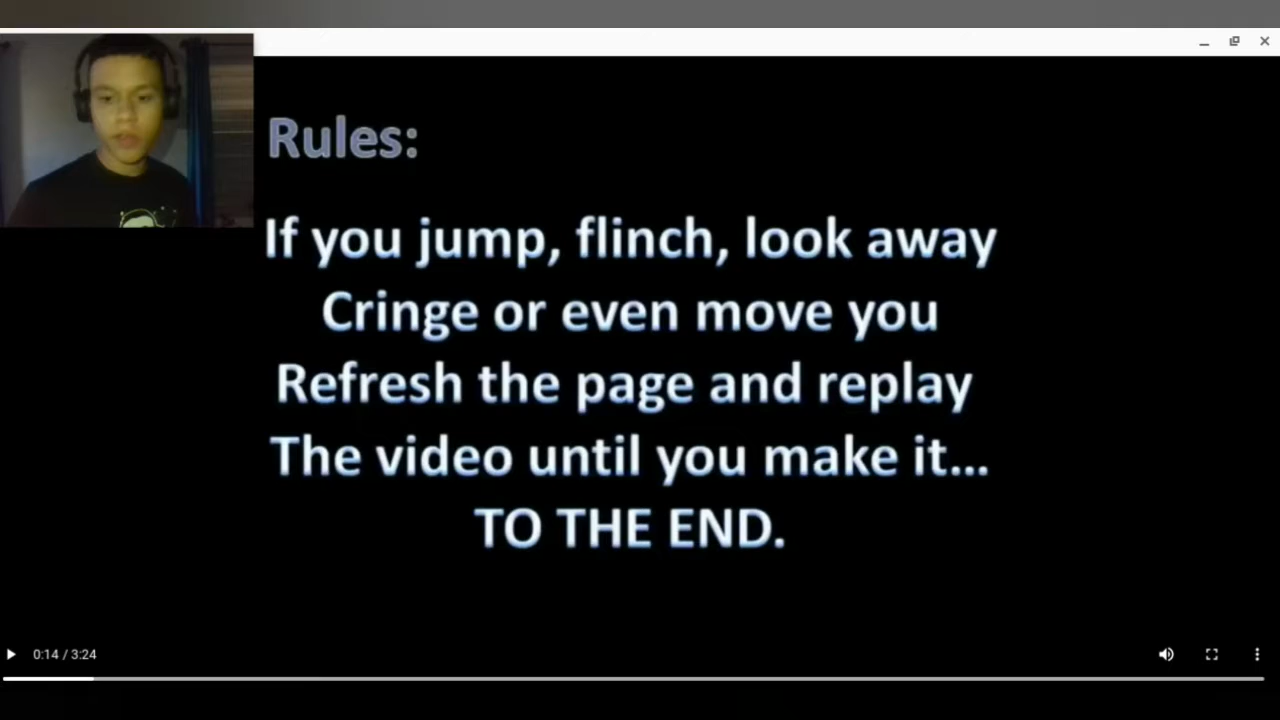 Rules:
If you jump, flinch, look away
Cringe or even move you
Refresh the page and replay
The video until you make it...
TO THE END.
0:14 / 3:24